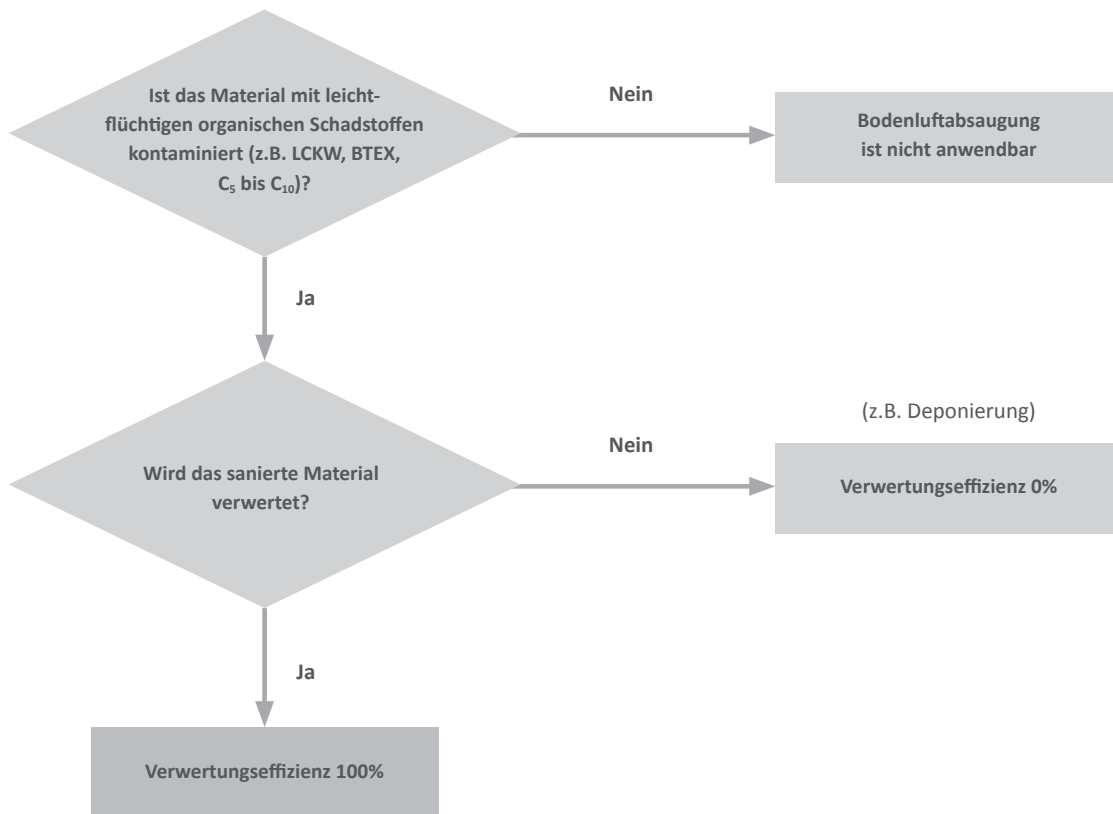 Ist das Material mit leicht-
flüchtigen organischen Schadstoffen
kontaminiert (z.B. LCKW, BTEX,
C₅ bis C₁₀)?
Nein
Bodenluftabsaugung
ist nicht anwendbar
Ja
Wird das sanierte Material
verwertet?
Nein
(z.B. Deponierung)
Verwertungseffizienz 0%
Ja
Verwertungseffizienz 100%